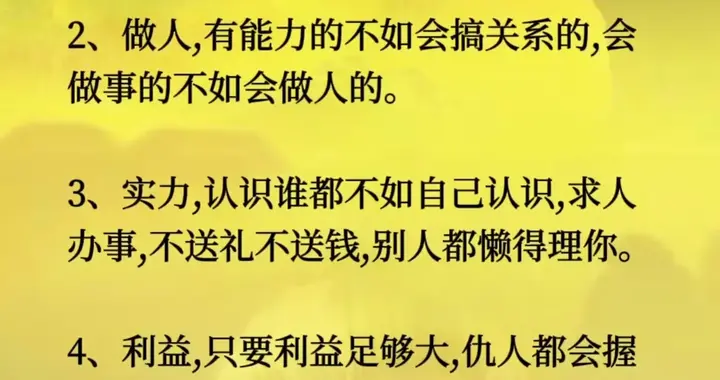 2、做人,有能力的不如会搞关系的,会
做事的不如会做人的。
3、实力,认识谁都不如自己认识,求人
办事,不送礼不送钱,别人都懒得理你。
4、利益,只要利益足够大,仇人都会握